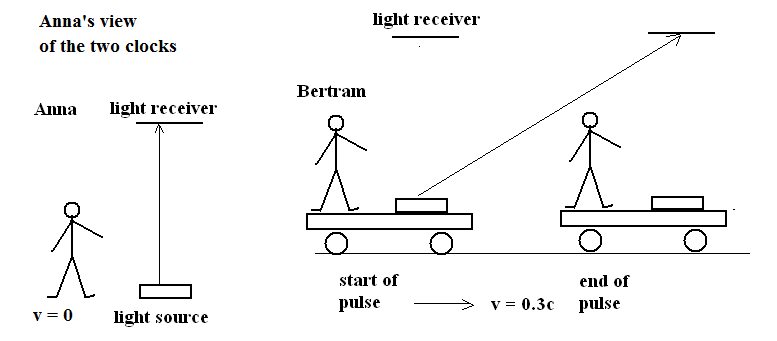 Anna's view
of the two clocks
Anna
light receiver
v = 0
light source
light receiver
Bertram
start of
pulse
v = 0.3c
end of
pulse